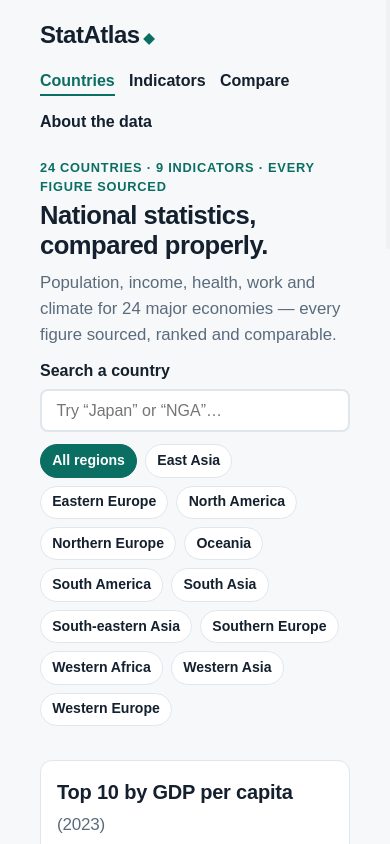 StatAtlas
Countries Indicators Compare
About the data
24 COUNTRIES · 9 INDICATORS · EVERY
FIGURE SOURCED
National statistics,
compared properly.
Population, income, health, work and
climate for 24 major economies — every
figure sourced, ranked and comparable.
Search a country
Try “Japan” or “NGA”…
All regions East Asia
Eastern Europe North America
Northern Europe Oceania
South America South Asia
South-eastern Asia Southern Europe
Western Africa Western Asia
Western Europe
Top 10 by GDP per capita
(2023)